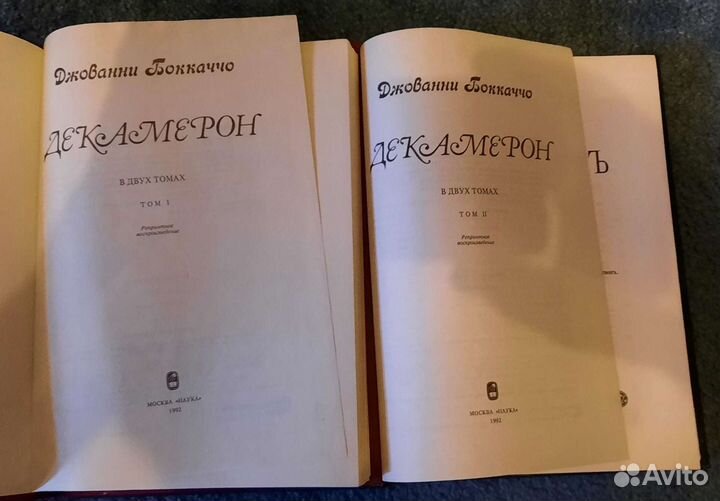 Джованни Боккаччо
ДЕКАМЕРОН
В ДВУХ ТОМАХ
ТОМ I
Репринтное
воспроизведение
МОСКВА «НАУКА»
1992
Джованни Боккаччо
ДЕКАМЕРОН
В ДВУХ ТОМАХ
ТОМ II
Репринтное
воспроизведение
МОСКВА «НАУКА»
1992
Ъ
Avito